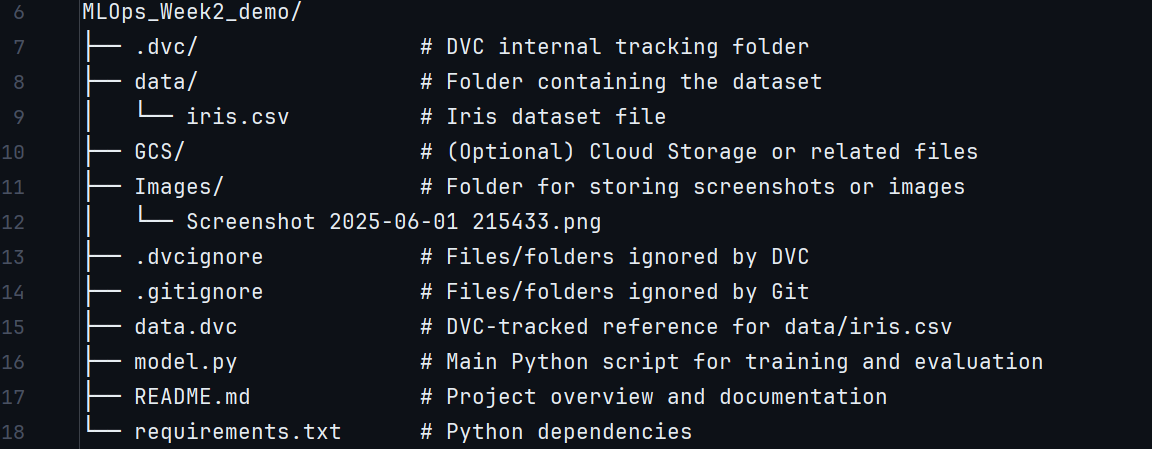 6 MLOps_Week2_demo/
7 ├── .dvc/                 # DVC internal tracking folder
8 ├── data/                 # Folder containing the dataset
9 │   └── iris.csv          # Iris dataset file
10 ├── GCS/                  # (Optional) Cloud Storage or related files
11 ├── Images/               # Folder for storing screenshots or images
12 │   └── Screenshot 2025-06-01 215433.png
13 ├── .dvcignore            # Files/folders ignored by DVC
14 ├── .gitignore            # Files/folders ignored by Git
15 ├── data.dvc              # DVC-tracked reference for data/iris.csv
16 ├── model.py              # Main Python script for training and evaluation
17 ├── README.md             # Project overview and documentation
18 └── requirements.txt      # Python dependencies